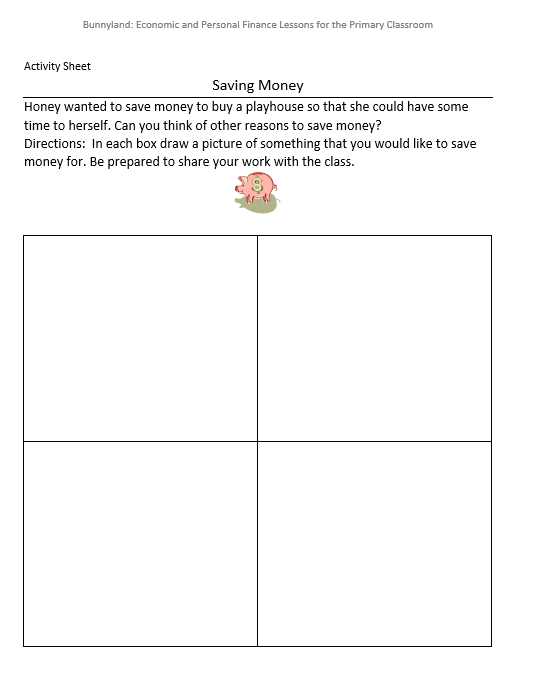 Bunnyland: Economic and Personal Finance Lessons for the Primary Classroom
Activity Sheet
Saving Money
Honey wanted to save money to buy a playhouse so that she could have some
time to herself. Can you think of other reasons to save money?
Directions:  In each box draw a picture of something that you would like to save
money for. Be prepared to share your work with the class.
$